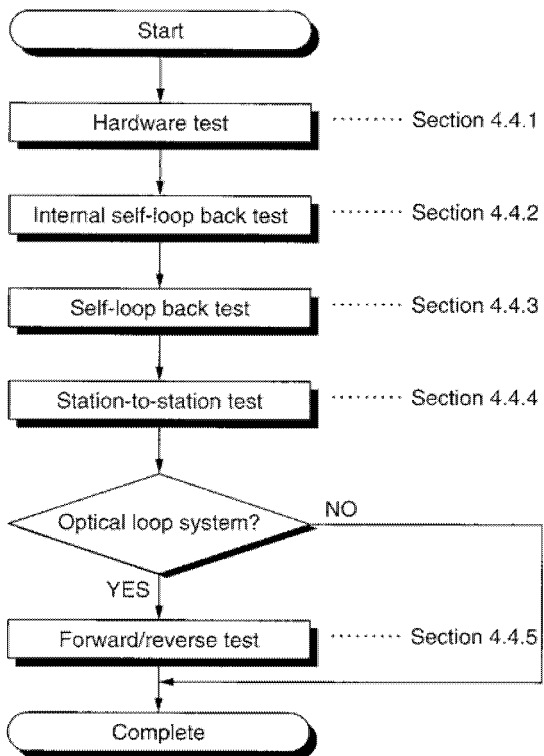 Start
Hardware test ........ Section 4.4.1
Internal self-loop back test ........ Section 4.4.2
Self-loop back test ........ Section 4.4.3
Station-to-station test ........ Section 4.4.4
Optical loop system?
NO
YES
Forward/reverse test ........ Section 4.4.5
Complete